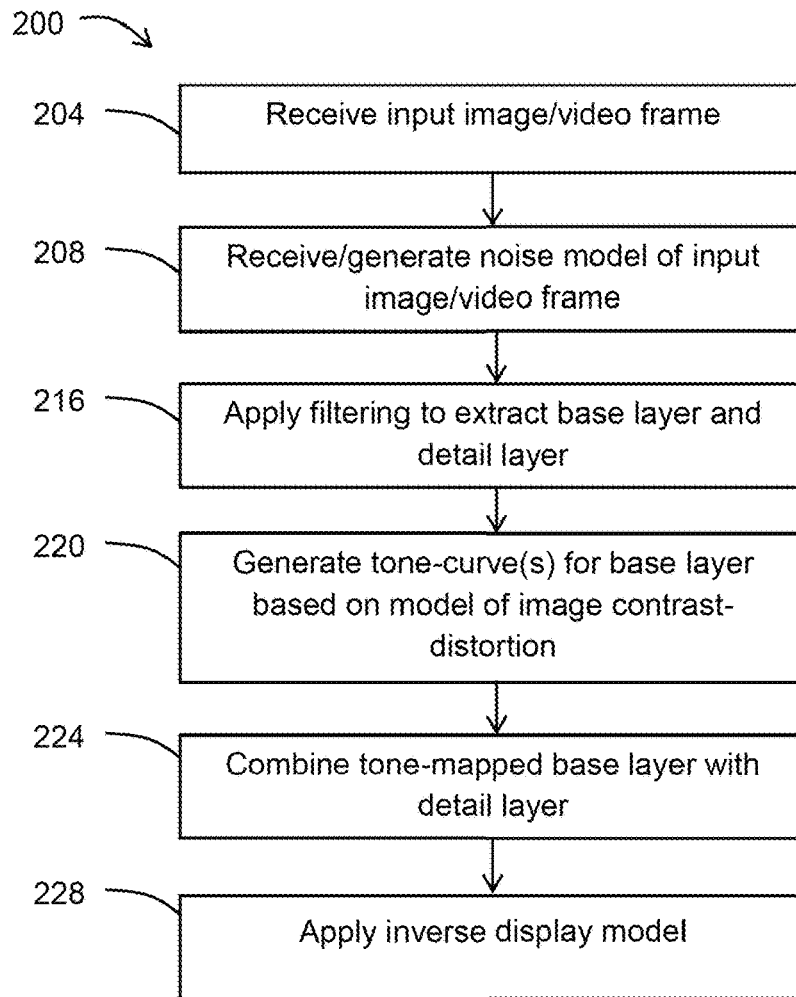 200
204
Receive input image/video frame
208
Receive/generate noise model of input
image/video frame
216
Apply filtering to extract base layer and
detail layer
220
Generate tone-curve(s) for base layer
based on model of image contrast-
distortion
224
Combine tone-mapped base layer with
detail layer
228
Apply inverse display model